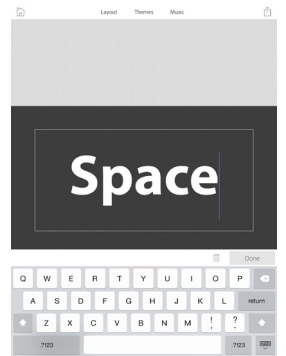 Layout Themes Music
Space
Done
Q W E R T Y U I O P
A S D F G H J K L return
Z X C V B N M ! , ? .
.?123 .?123